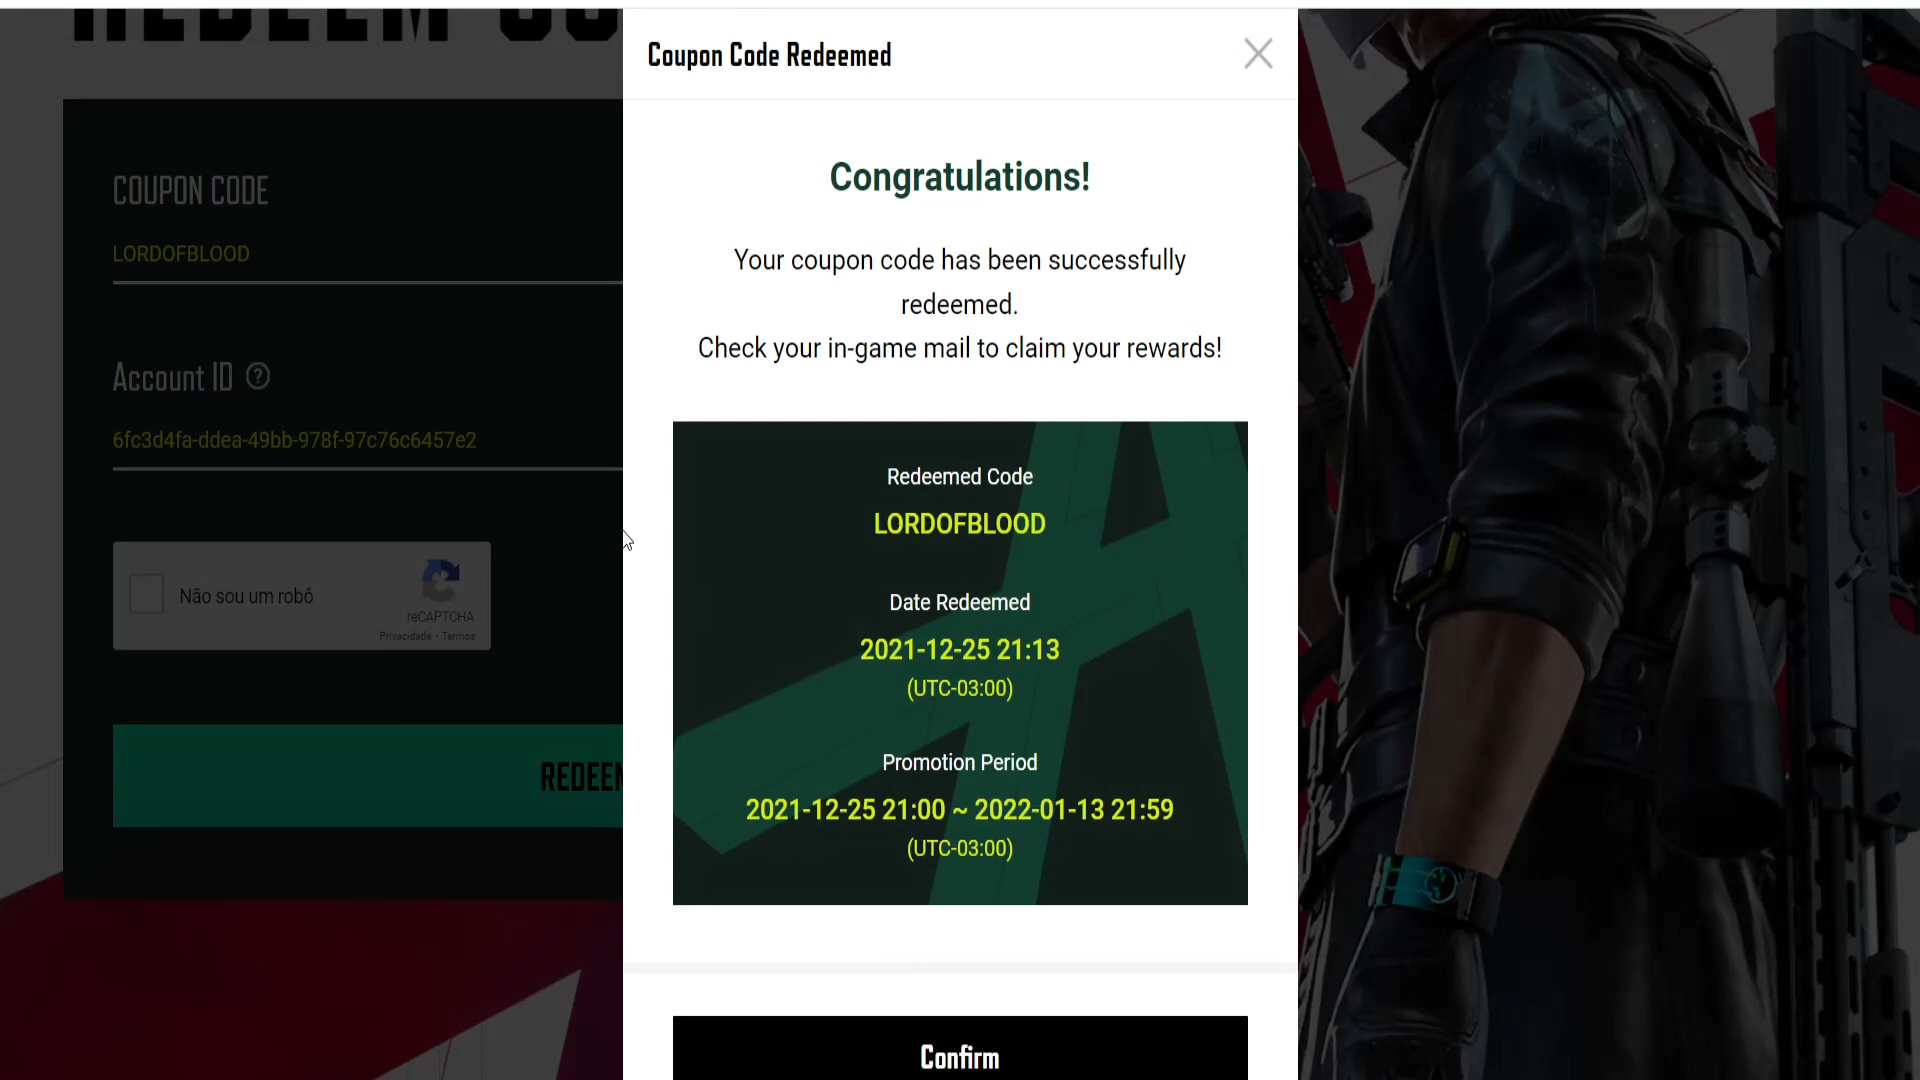 COUPON CODE
LORDOFBLOOD
Account ID
6fc3d4fa-ddea-49bb-978f-97c76c6457e2
Não sou um robô
reCAPTCHA
Privacidade - Termos
Coupon Code Redeemed
Congratulations!
Your coupon code has been successfully
redeemed.
Check your in-game mail to claim your rewards!
Redeemed Code
LORDOFBLOOD
Date Redeemed
2021-12-25 21:13
(UTC-03:00)
Promotion Period
2021-12-25 21:00 ~ 2022-01-13 21:59
(UTC-03:00)
Confirm